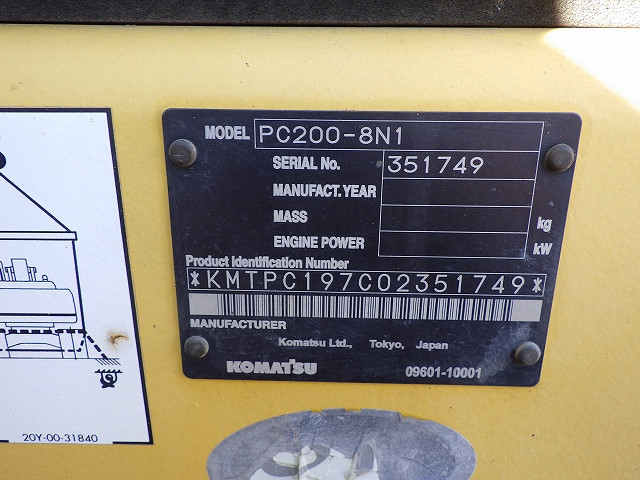 MODEL PC200-8N1
SERIAL No. 351749
MANUFACT. YEAR
MASS kg
ENGINE POWER kW
Product Identification Number
*KMTPC197C02351749*
MANUFACTURER
Komatsu Ltd., Tokyo, Japan
KOMATSU 09601-10001
20Y-00-31840